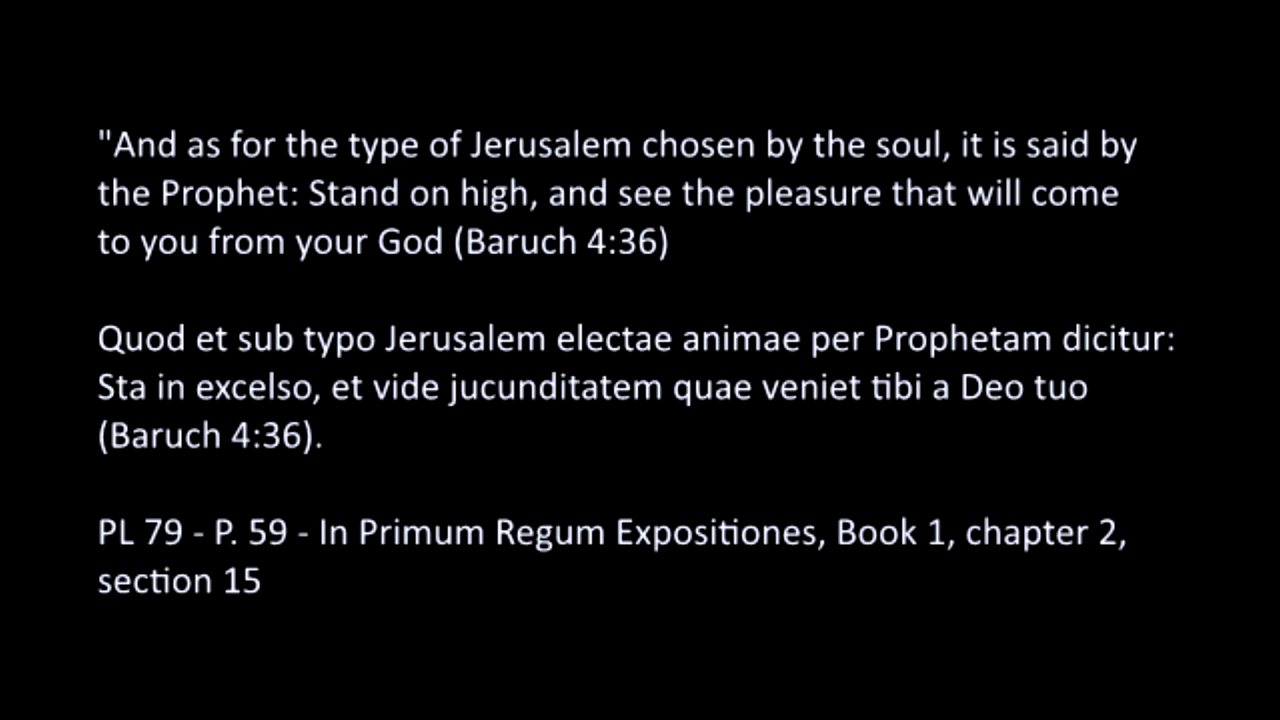 "And as for the type of Jerusalem chosen by the soul, it is said by
the Prophet: Stand on high, and see the pleasure that will come
to you from your God (Baruch 4:36)
Quod et sub typo Jerusalem electae animae per Prophetam dicitur:
Sta in excelso, et vide jucunditatem quae veniet tibi a Deo tuo
(Baruch 4:36).
PL 79 - P. 59 - In Primum Regum Expositiones, Book 1, chapter 2,
section 15